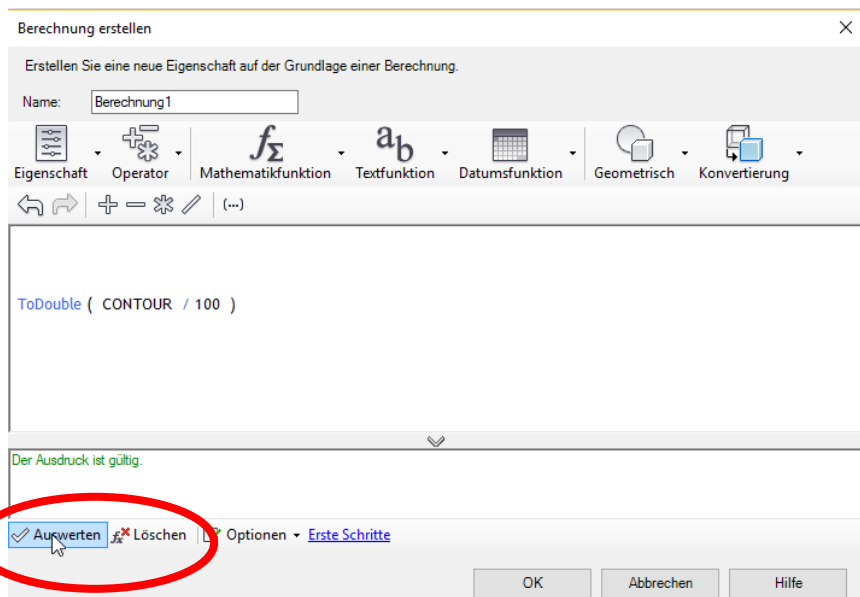 Berechnung erstellen
Erstellen Sie eine neue Eigenschaft auf der Grundlage einer Berechnung.
Name: Berechnung1
Eigenschaft Operator Mathematikfunktion Textfunktion Datumsfunktion Geometrisch Konvertierung
(...)
ToDouble ( CONTOUR / 100 )
Der Ausdruck ist gültig.
Auswerten Löschen Optionen Erste Schritte
OK Abbrechen Hilfe